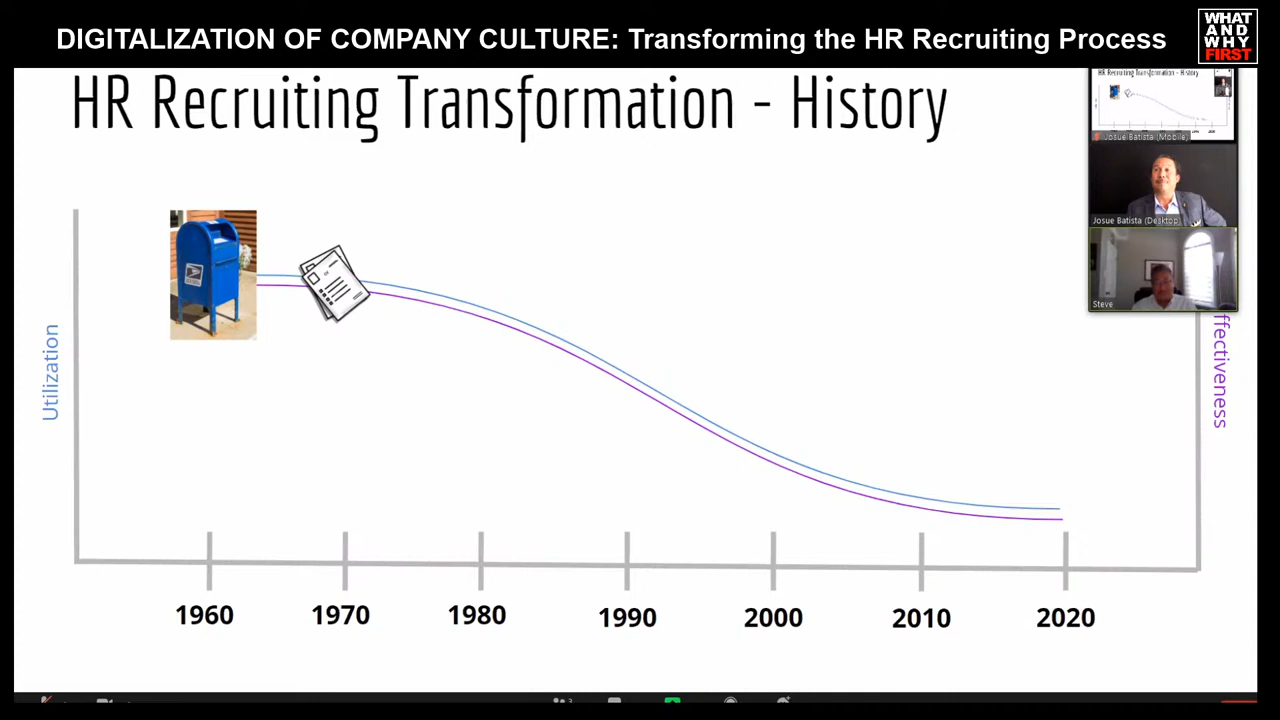 DIGITALIZATION OF COMPANY CULTURE: Transforming the HR Recruiting Process
WHAT
AND
WHY
FIRST
HR Recruiting Transformation - History
HR Recruiting Transformation - History
Josue Batista (Mobile)
Josue Batista (Desktop)
Steve
Utilization
ffectiveness
1960
1970
1980
1990
2000
2010
2020
3